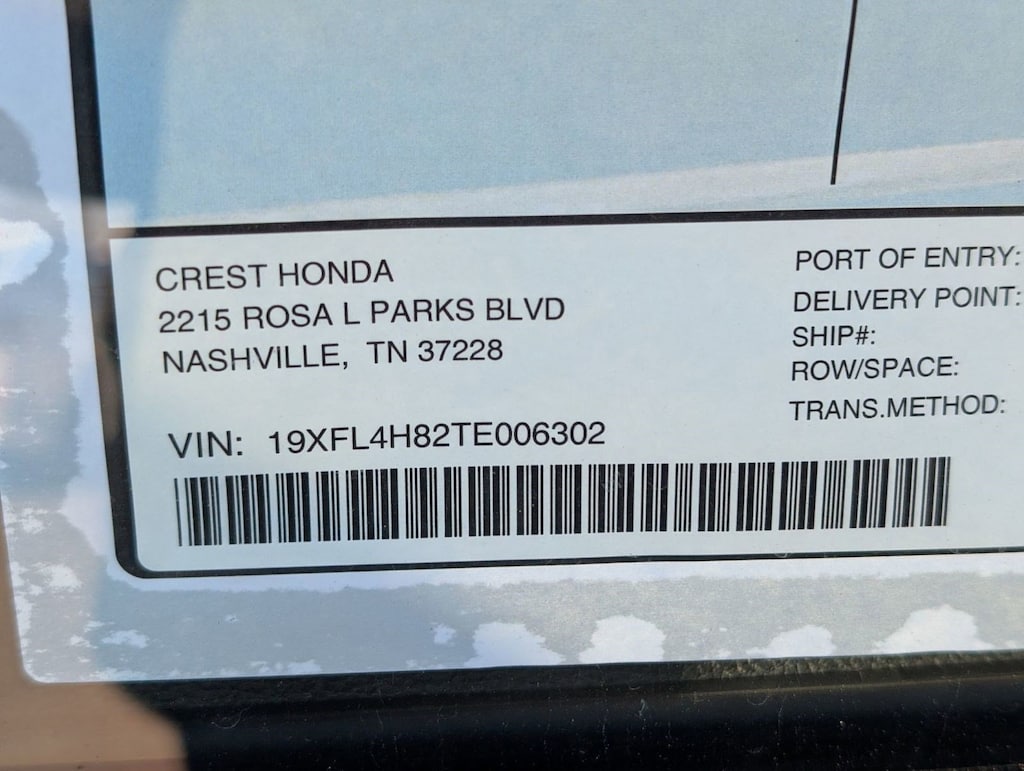 CREST HONDA
2215 ROSA L PARKS BLVD
NASHVILLE, TN 37228
VIN: 19XFL4H82TE006302
PORT OF ENTRY:
DELIVERY POINT:
SHIP#:
ROW/SPACE:
TRANS.METHOD: